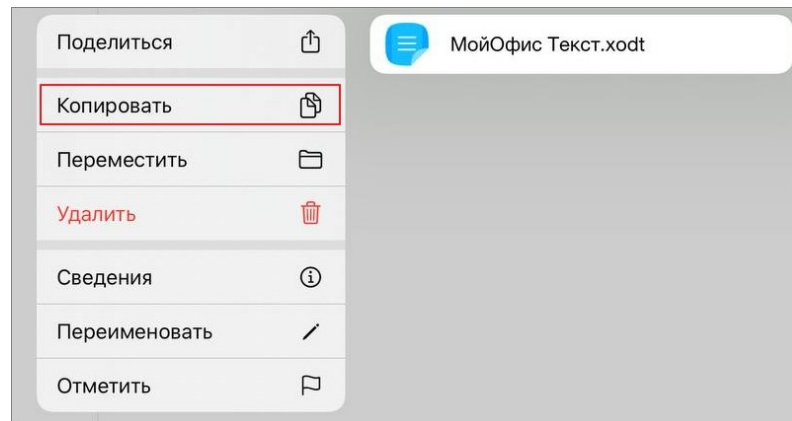 Поделиться
МойОфис Текст.xodt
Копировать
Переместить
Удалить
Сведения
Переименовать
Отметить